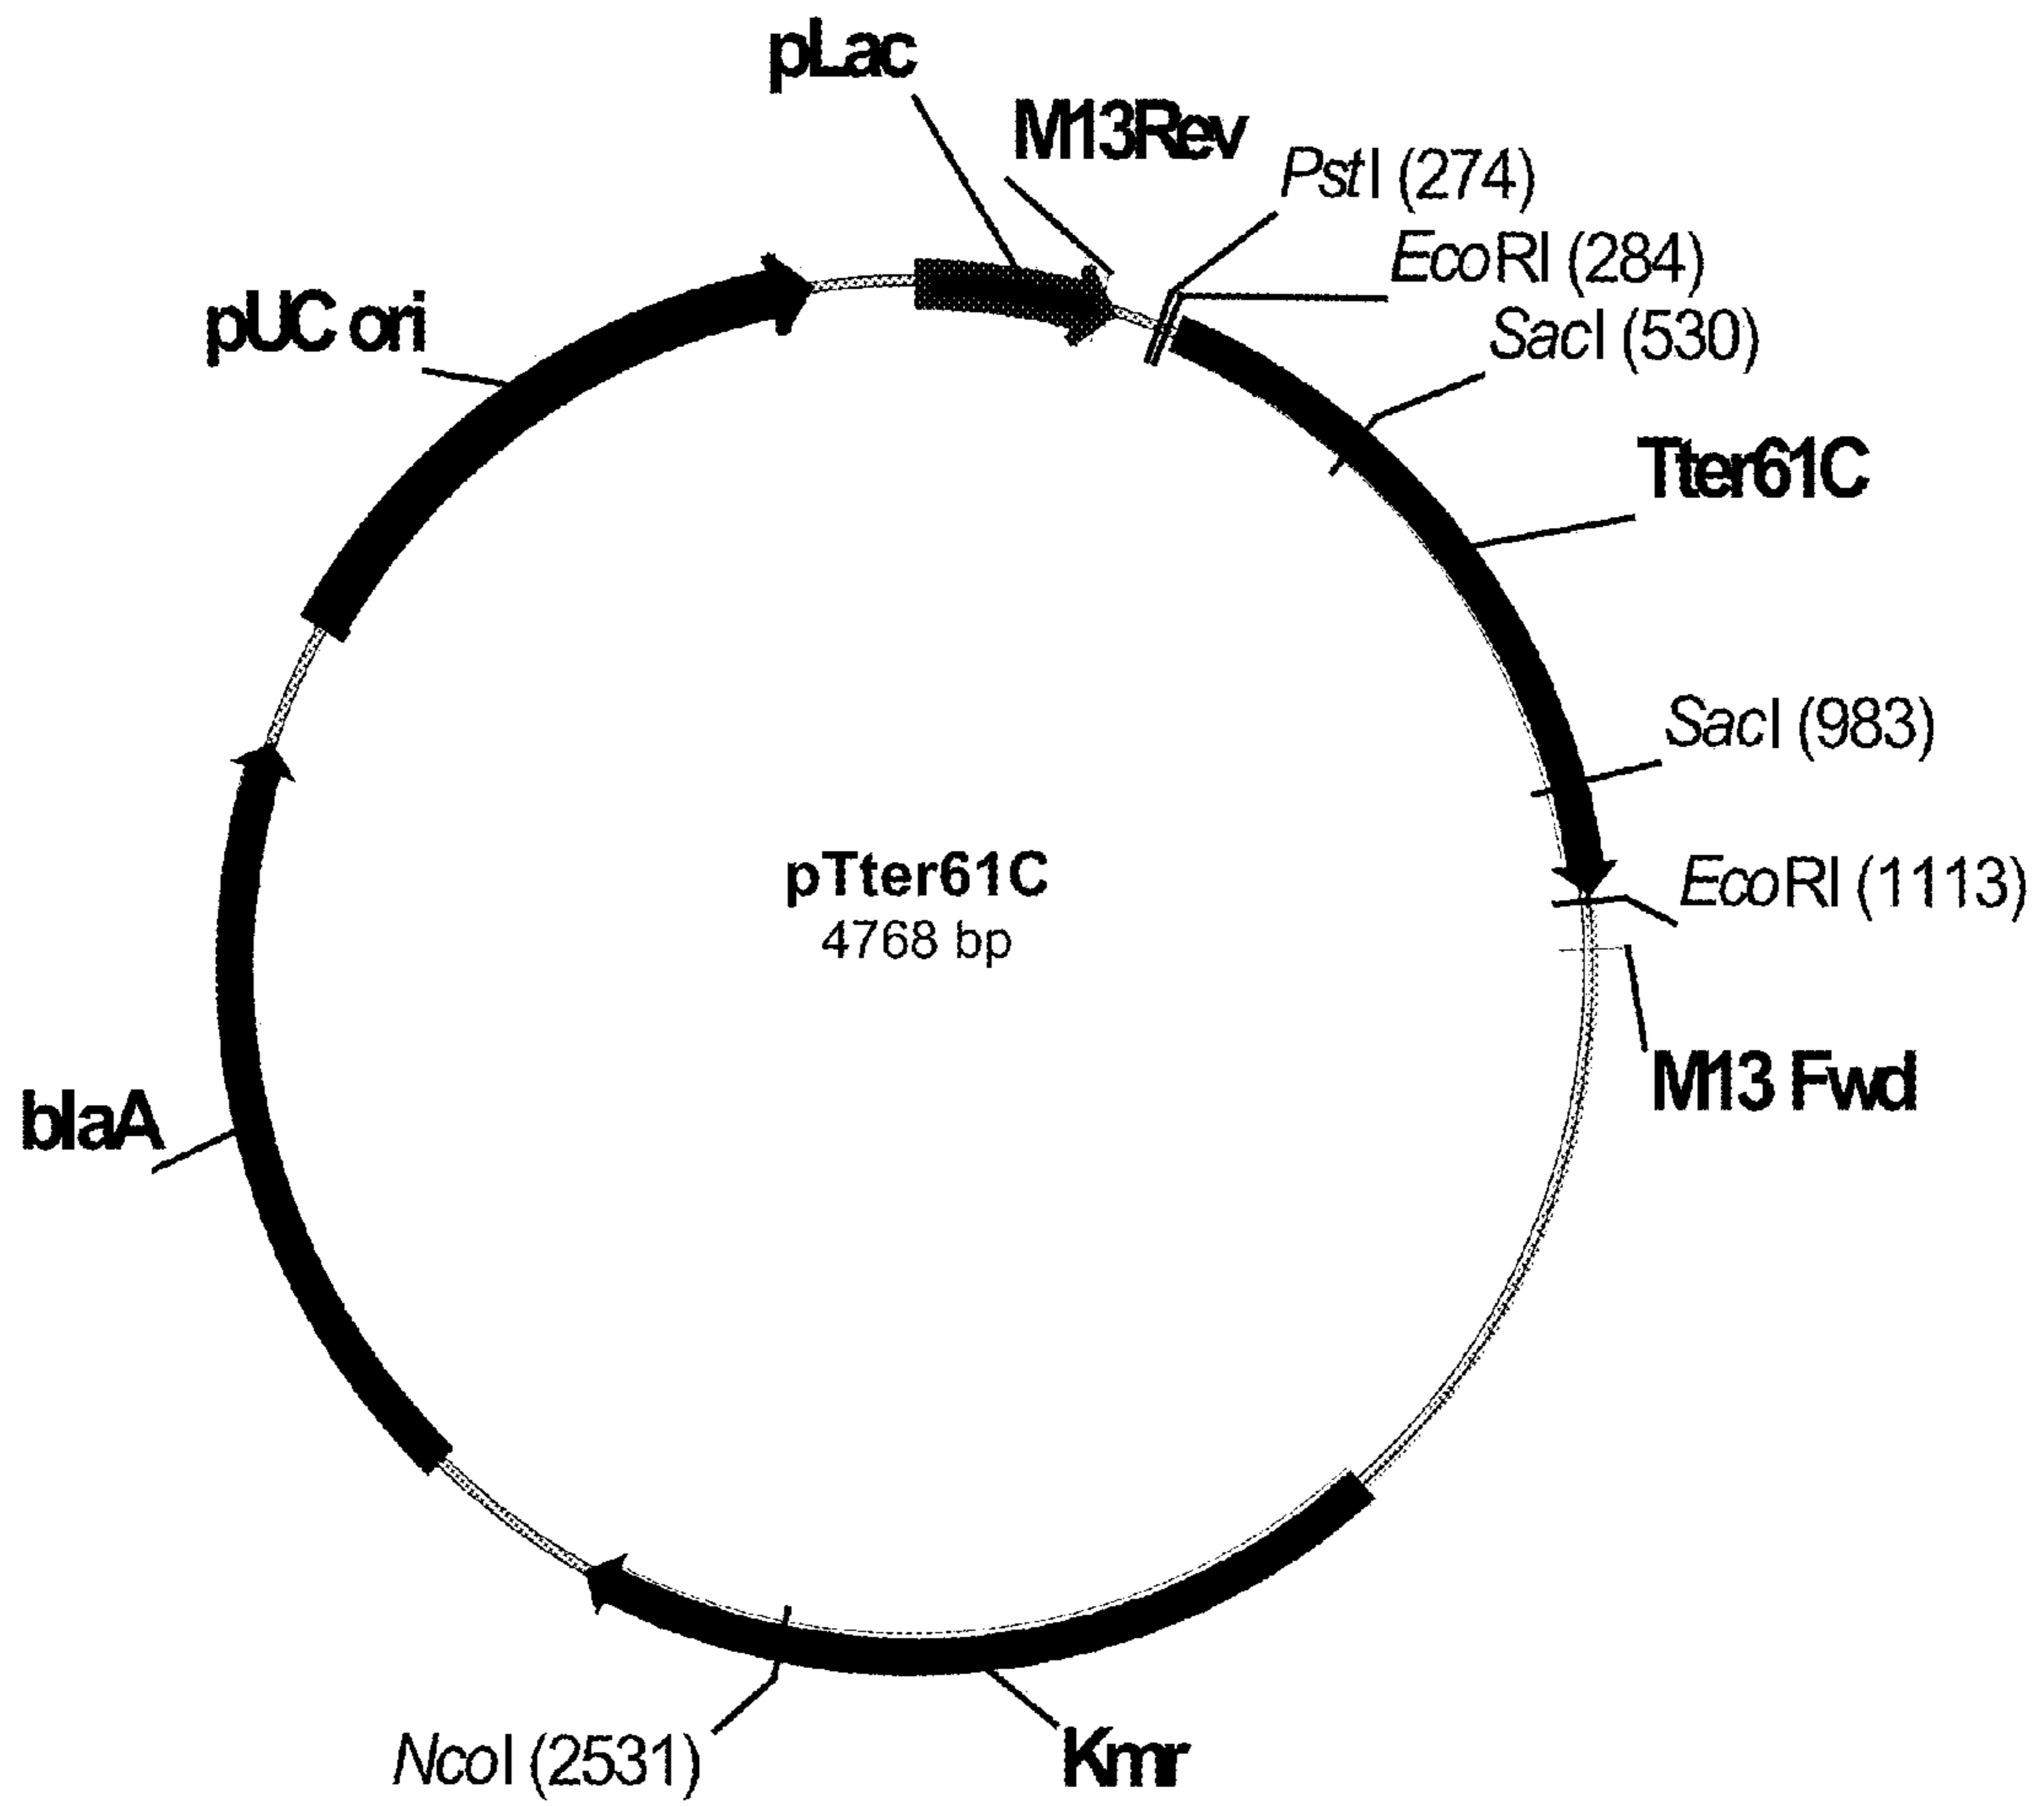 pLac
M13Rev
PstI (274)
EcoRI (284)
SacI (530)
pUC ori
Tter61C
SacI (983)
pTter61C
4768 bp
EcoRI (1113)
M13 Fwd
blaA
NcoI (2531)
Kmr